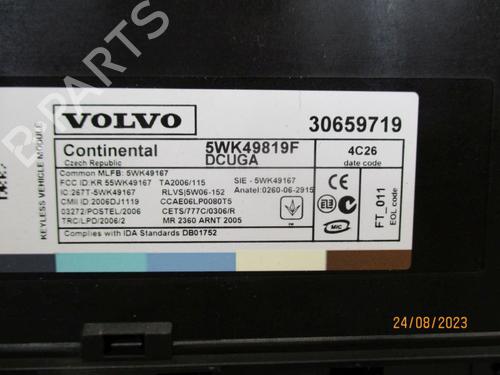 VOLVO
30659719
Continental
Czech Republic
5WK49819F
DCUGA
4C26
date code
Common MLFB: 5WK49167
FCC ID:KR 55WK49167 TA2006/115 SIE - 5WK49167
IC:267T-5WK49167 RLVS|5W06-152 Anatel:0260-06-2915
CMII ID:2006DJ1119 CCAE06LP0080T5
03272/POSTEL/2006 CETS/777C/0306/R
TRC/LPD/2006/2 MR 2360 ARNT 2005
Complies with IDA Standards DB01752
MIC
FT_011
EOL code
KEYLESS VEHICLE MODULE
B-PARTS
24/08/2023